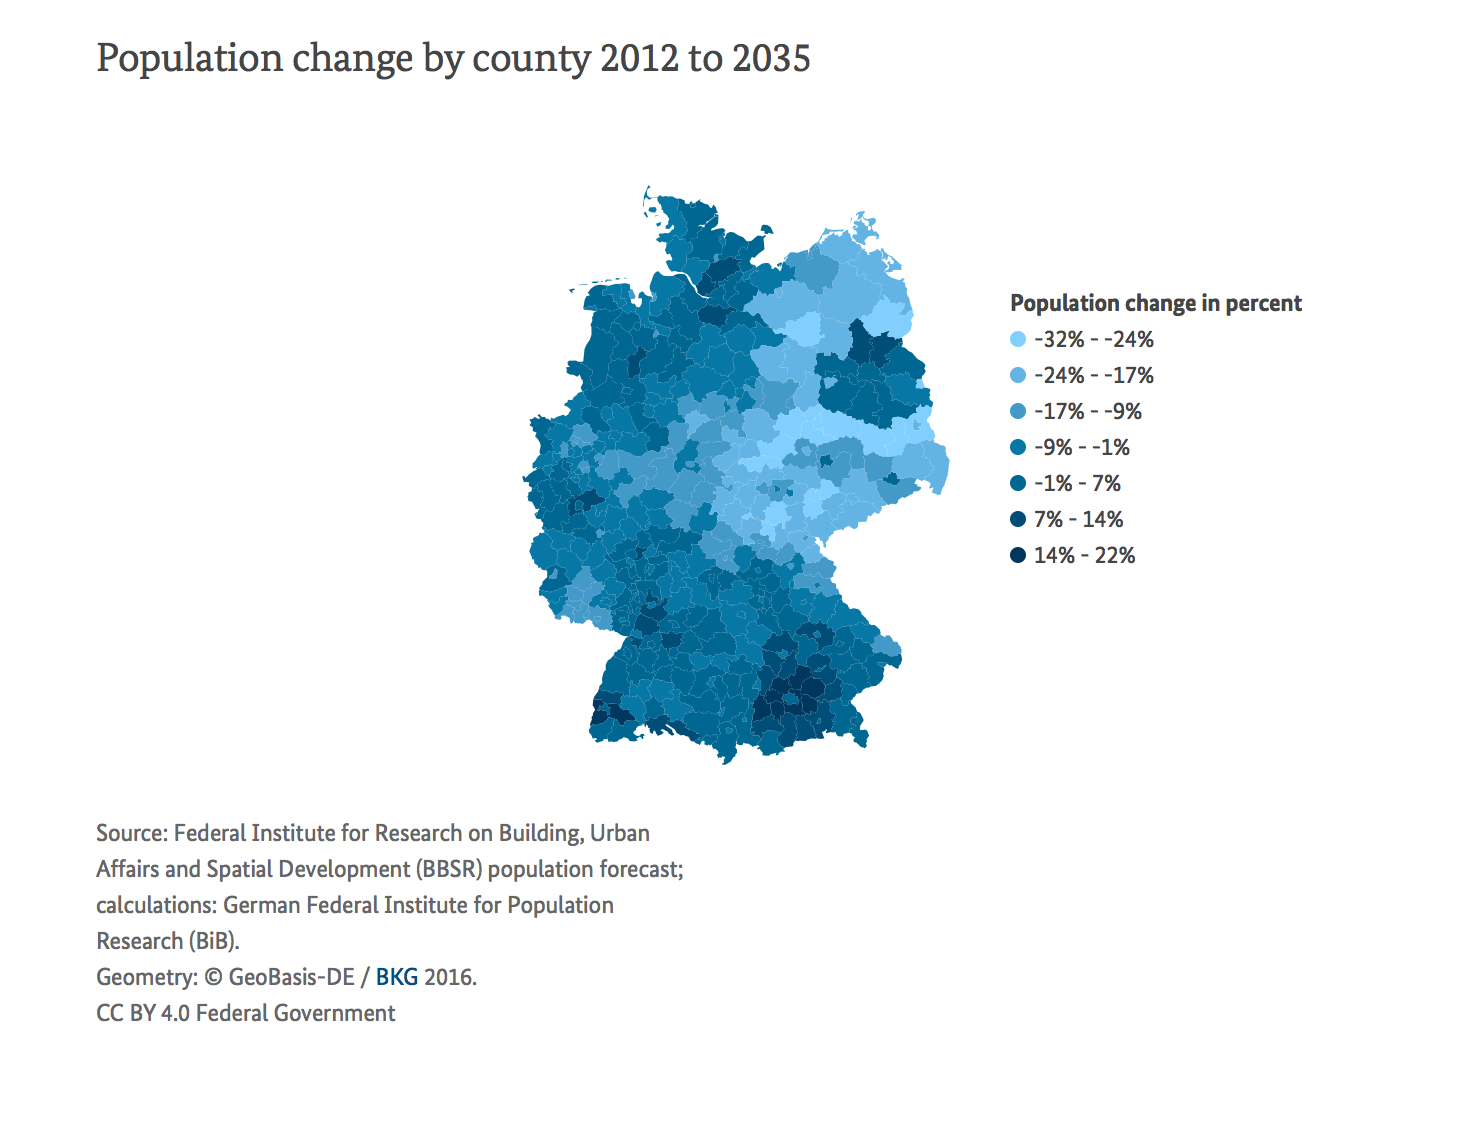 Population change by county 2012 to 2035
Population change in percent
-32% - -24%
-24% - -17%
-17% - -9%
-9% - -1%
-1% - 7%
7% - 14%
14% - 22%
Source: Federal Institute for Research on Building, Urban
Affairs and Spatial Development (BBSR) population forecast;
calculations: German Federal Institute for Population
Research (BiB).
Geometry: © GeoBasis-DE / BKG 2016.
CC BY 4.0 Federal Government